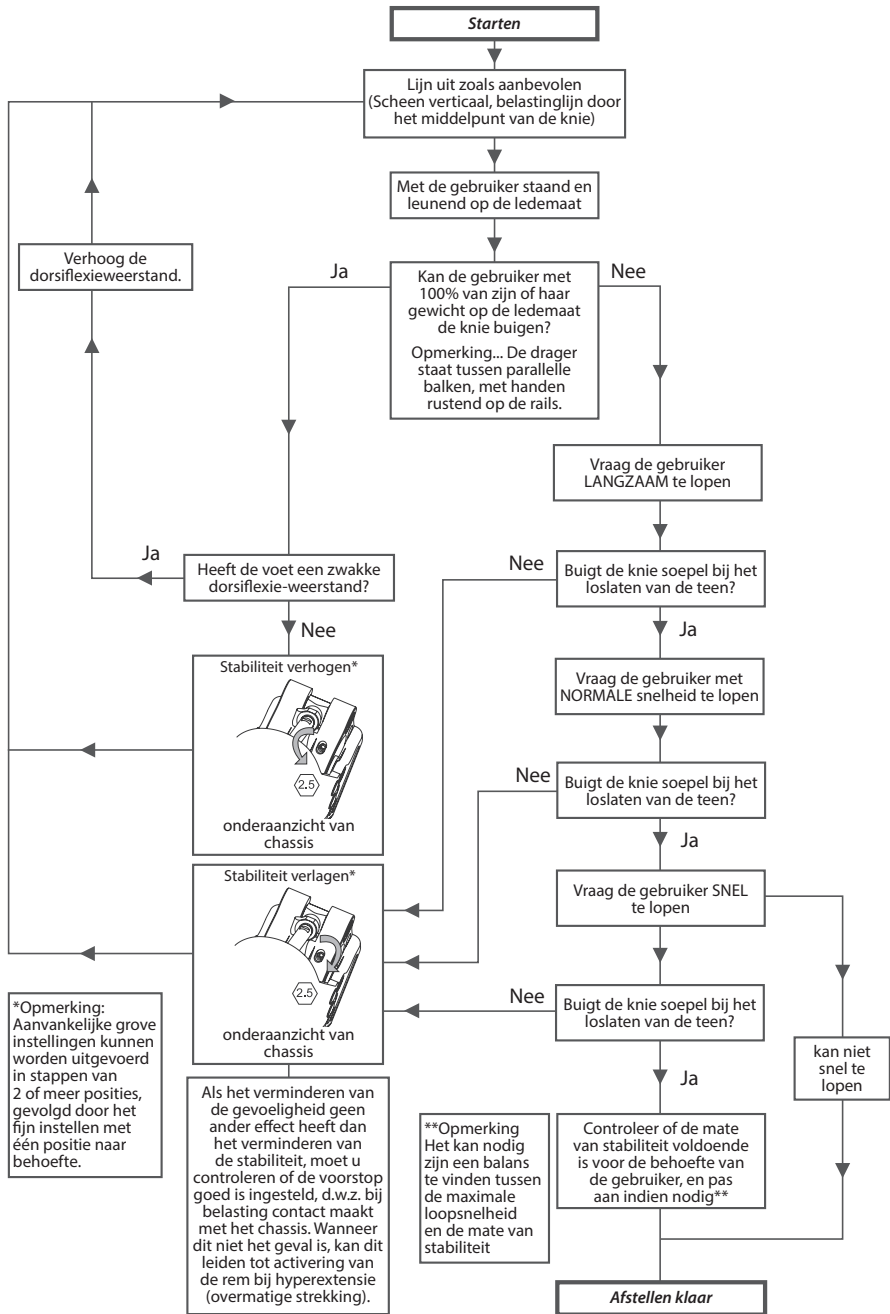 Starten
Lijn uit zoals aanbevolen
(Scheen verticaal, belastinglijn door
het middelpunt van de knie)
Met de gebruiker staand en
leunend op de ledemaat
Verhoog de
dorsiflexieweerstand.
Ja
Nee
Kan de gebruiker met
100% van zijn of haar
gewicht op de ledemaat
de knie buigen?
Opmerking... De drager
staat tussen parallelle
balken, met handen
rustend op de rails.
Vraag de gebruiker
LANGZAAM te lopen
Ja
Heeft de voet een zwakke
dorsiflexie-weerstand?
Nee
Nee
Buigt de knie soepel bij het
loslaten van de teen?
Ja
Stabiliteit verhogen*
2.5
onderaanzicht van
chassis
Vraag de gebruiker met
NORMALE snelheid te lopen
Nee
Buigt de knie soepel bij het
loslaten van de teen?
Ja
Stabiliteit verlagen*
2.5
onderaanzicht van
chassis
Vraag de gebruiker SNEL
te lopen
Nee
Buigt de knie soepel bij het
loslaten van de teen?
Ja
kan niet
snel te
lopen
*Opmerking:
Aanvankelijke grove
instellingen kunnen
worden uitgevoerd
in stappen van
2 of meer posities,
gevolgd door het
fijn instellen met
één positie naar
behoefte.
Als het verminderen van
de gevoeligheid geen
ander effect heeft dan
het verminderen van
de stabiliteit, moet u
controleren of de voorstop
goed is ingesteld, d.w.z. bij
belasting contact maakt
met het chassis. Wanneer
dit niet het geval is, kan dit
leiden tot activering van
de rem bij hyperextensie
(overmatige strekking).
**Opmerking
Het kan nodig
zijn een balans
te vinden tussen
de maximale
loopsnelheid
en de mate van
stabiliteit
Controleer of de mate
van stabiliteit voldoende
is voor de behoefte van
de gebruiker, en pas
aan indien nodig**
Afstellen klaar